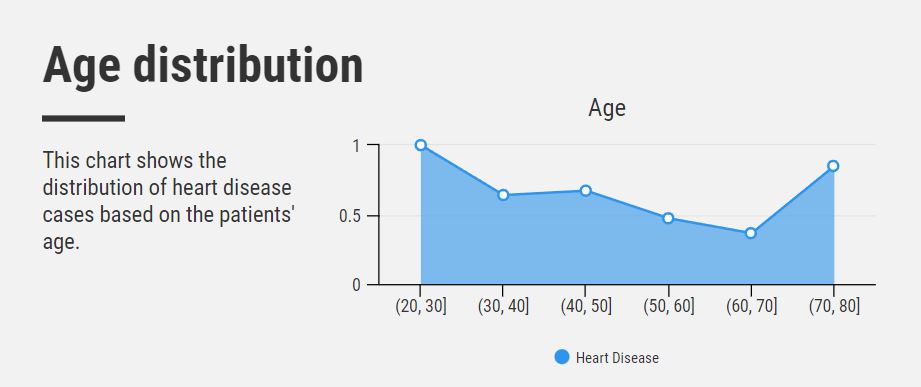 Age distribution
This chart shows the
distribution of heart disease
cases based on the patients'
age.
Age
1
0.5
0
(20, 30] (30, 40] (40, 50] (50, 60] (60, 70] (70, 80]
Heart Disease